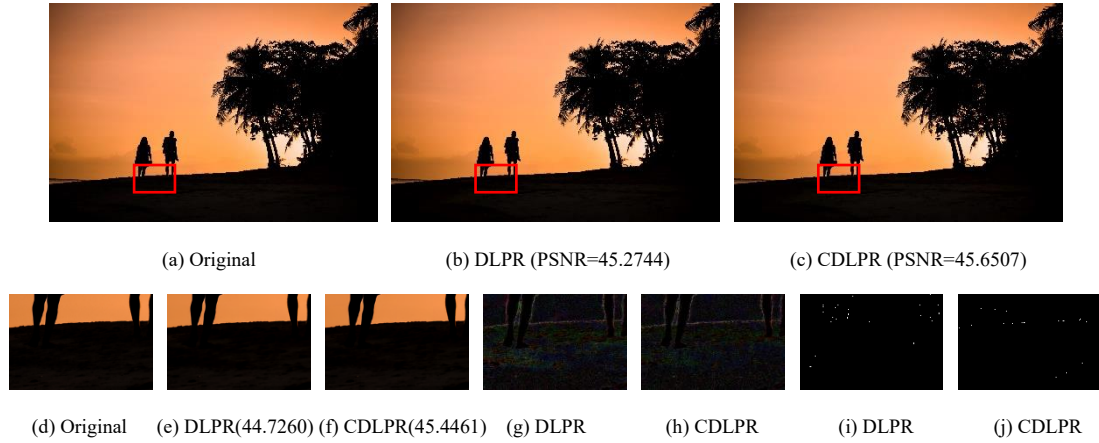 (a) Original
(b) DLPR (PSNR=45.2744)
(c) CDLPR (PSNR=45.6507)
(d) Original
(e) DLPR(44.7260)
(f) CDLPR(45.4461)
(g) DLPR
(h) CDLPR
(i) DLPR
(j) CDLPR